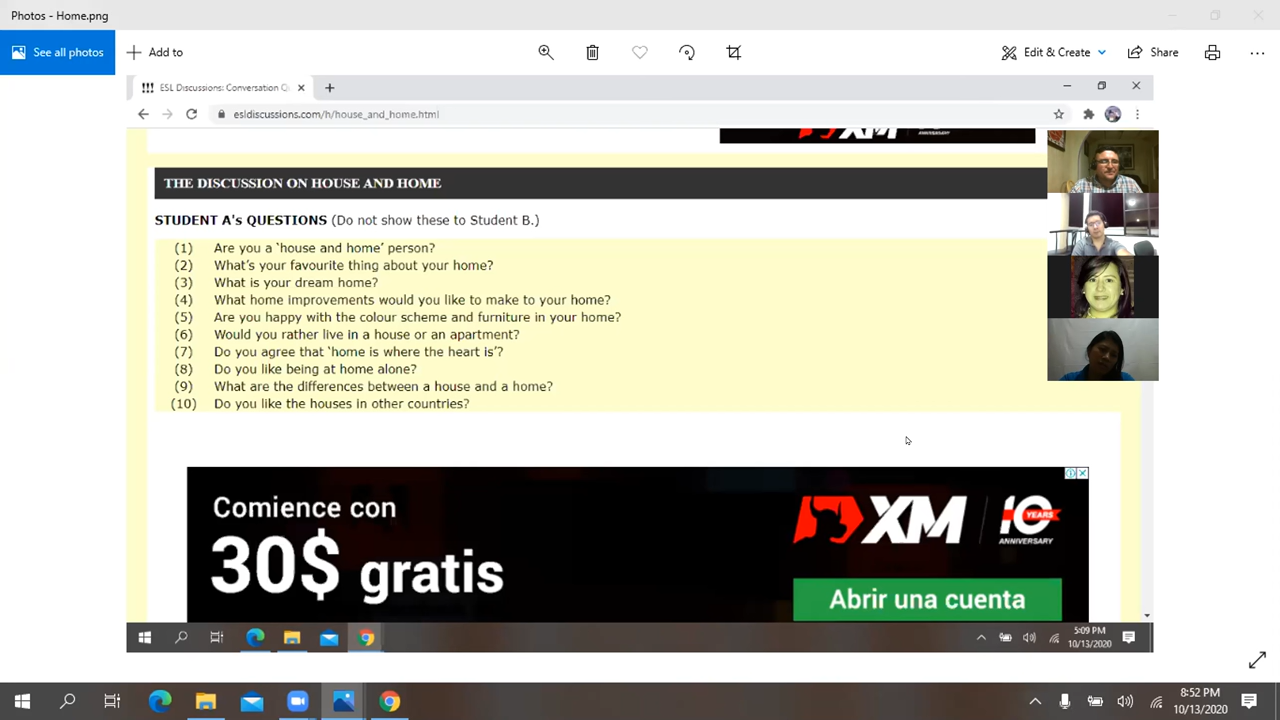 Photos - Home.png
See all photos
Add to
Edit & Create
Share
ESL Discussions: Conversation Q
esldiscussions.com/h/house_and_home.html
XM
ANNIVERSARY
THE DISCUSSION ON HOUSE AND HOME
STUDENT A's QUESTIONS (Do not show these to Student B.)
(1) Are you a ‘house and home’ person?
(2) What’s your favourite thing about your home?
(3) What is your dream home?
(4) What home improvements would you like to make to your home?
(5) Are you happy with the colour scheme and furniture in your home?
(6) Would you rather live in a house or an apartment?
(7) Do you agree that ‘home is where the heart is’?
(8) Do you like being at home alone?
(9) What are the differences between a house and a home?
(10) Do you like the houses in other countries?
Comience con
30$ gratis
XM
10 YEARS
ANNIVERSARY
Abrir una cuenta
5:09 PM
10/13/2020
8:52 PM
10/13/2020